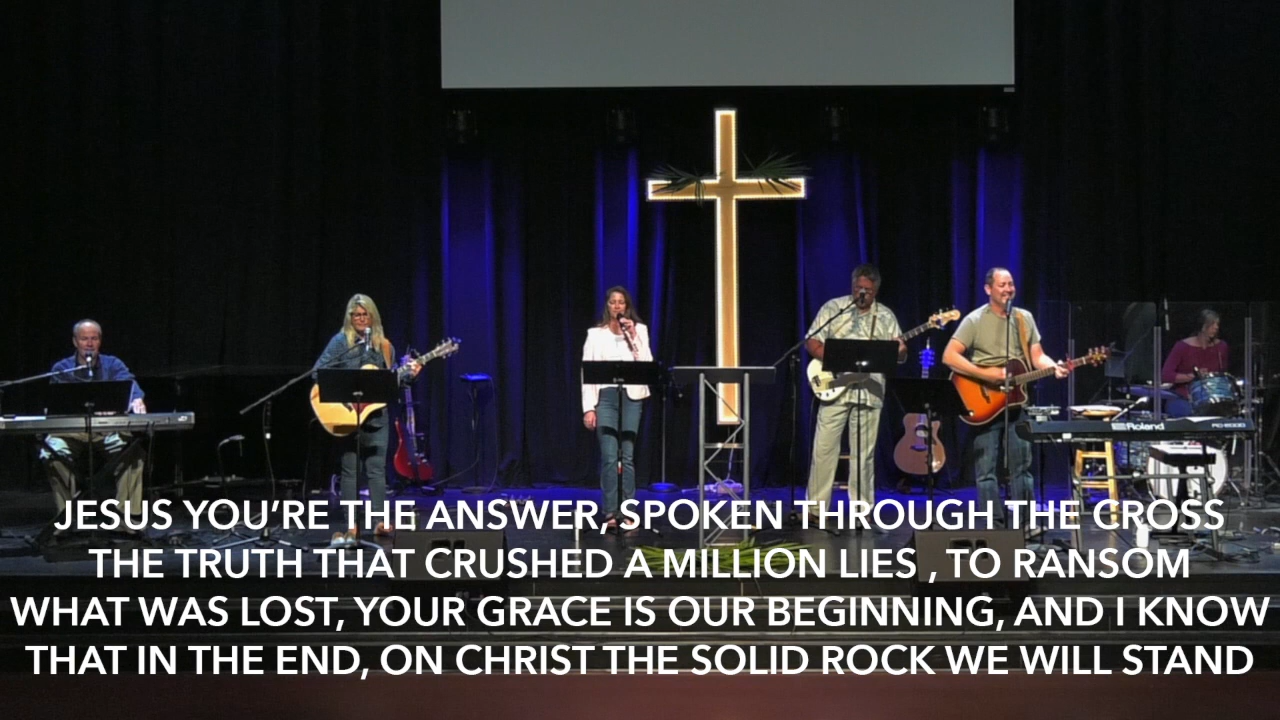 Roland
JESUS YOU'RE THE ANSWER, SPOKEN THROUGH THE CROSS
THE TRUTH THAT CRUSHED A MILLION LIES , TO RANSOM
WHAT WAS LOST, YOUR GRACE IS OUR BEGINNING, AND I KNOW
THAT IN THE END, ON CHRIST THE SOLID ROCK WE WILL STAND